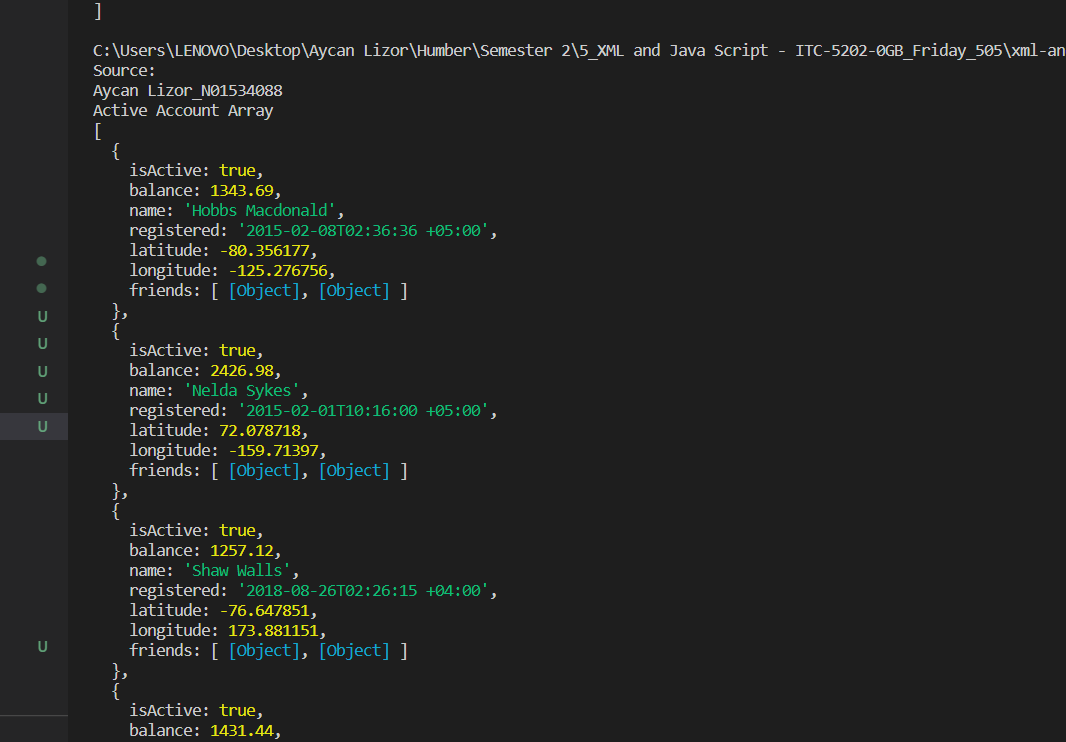 ]
C:\Users\LENOVO\Desktop\Aycan Lizor\Humber\Semester 2\5_XML and Java Script - ITC-5202-0GB_Friday_505\xml-an
Source:
Aycan Lizor_N01534088
Active Account Array
[
{
isActive: true,
balance: 1343.69,
name: 'Hobbs Macdonald',
registered: '2015-02-08T02:36:36 +05:00',
latitude: -80.356177,
longitude: -125.276756,
friends: [ [Object], [Object] ]
},
{
isActive: true,
balance: 2426.98,
name: 'Nelda Sykes',
registered: '2015-02-01T10:16:00 +05:00',
latitude: 72.078718,
longitude: -159.71397,
friends: [ [Object], [Object] ]
},
{
isActive: true,
balance: 1257.12,
name: 'Shaw Walls',
registered: '2018-08-26T02:26:15 +04:00',
latitude: -76.647851,
longitude: 173.881151,
friends: [ [Object], [Object] ]
},
{
isActive: true,
balance: 1431.44,
U
U
U
U
U
U